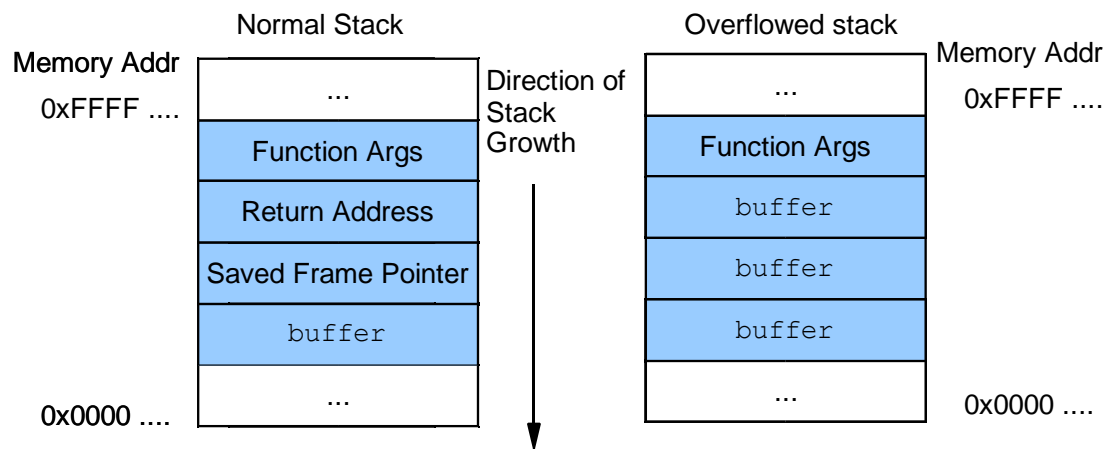 Normal Stack
Memory Addr
0xFFFF ....
...
Function Args
Return Address
Saved Frame Pointer
buffer
...
0x0000 ....
Direction of
Stack
Growth
Overflowed stack
Memory Addr
0xFFFF ....
...
Function Args
buffer
buffer
buffer
...
0x0000 ....